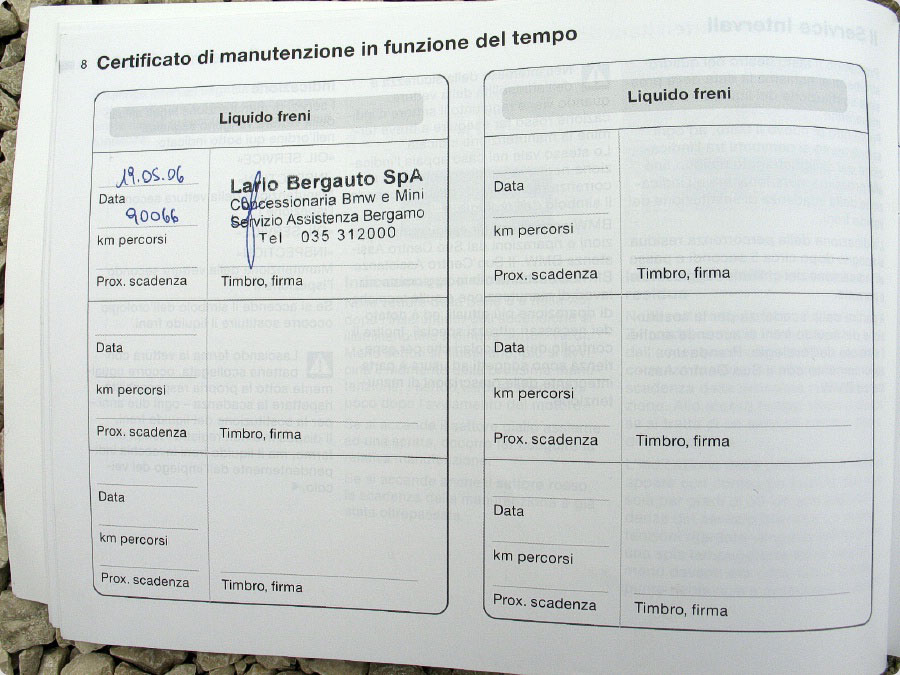 8 Certificato di manutenzione in funzione del tempo
Liquido freni
19.05.06
Data
90066
km percorsi
Prox. scadenza
Lario Bergauto SpA
Concessionaria Bmw e Mini
Servizio Assistenza Bergamo
Tel 035 312000
Timbro, firma
Data
km percorsi
Prox. scadenza
Timbro, firma
Data
km percorsi
Prox. scadenza
Timbro, firma
Liquido freni
Data
km percorsi
Prox. scadenza
Timbro, firma
Data
km percorsi
Prox. scadenza
Timbro, firma
Data
km percorsi
Prox. scadenza
Timbro, firma